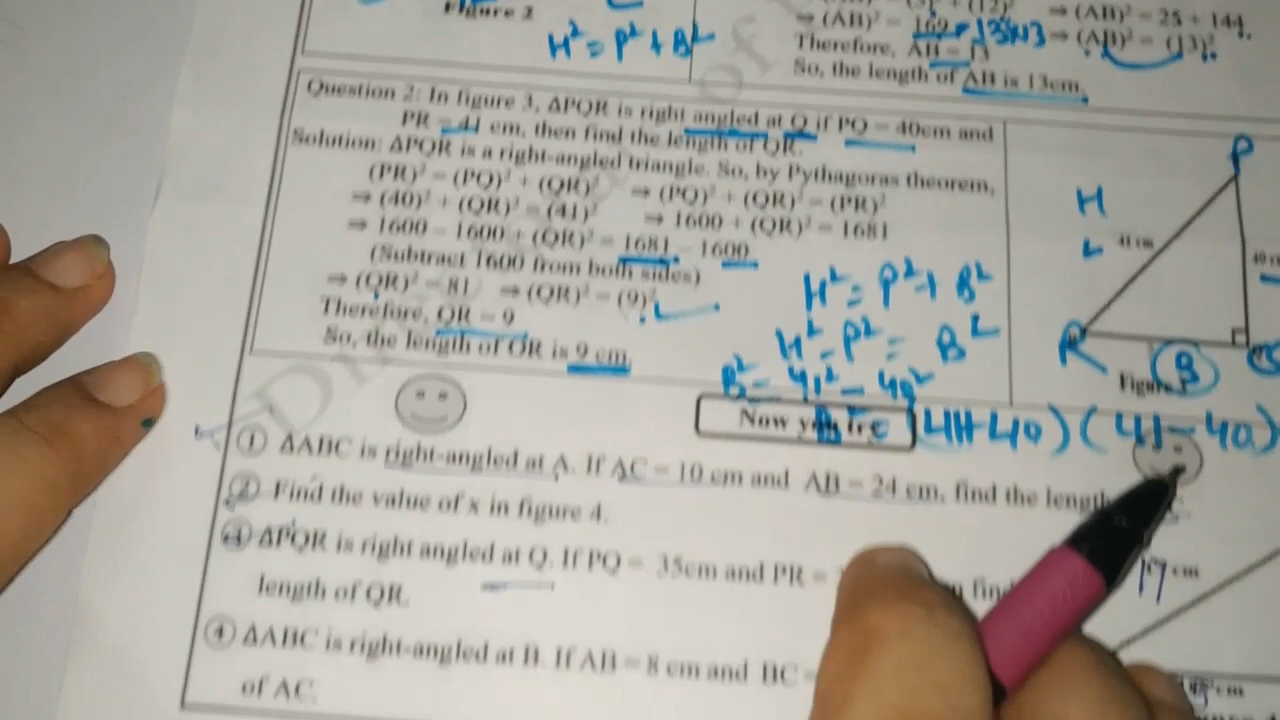 Figure 2
H² = P² + B²
⇒ (AB)² = 169 = 13×13
⇒ (AB)² = 25 + 144
⇒ (AB)² = (13)²
Therefore, AB = 13
So, the length of AB is 13cm.
Question 2: In figure 3, ΔPQR is right angled at Q if PQ = 40cm and
PR = 41 cm, then find the length of QR.
Solution: ΔPQR is a right-angled triangle. So, by Pythagoras theorem,
(PR)² = (PQ)² + (QR)² ⇒ (PQ)² + (QR)² = (PR)²
⇒ (40)² + (QR)² = (41)² ⇒ 1600 + (QR)² = 1681
⇒ 1600 − 1600 + (QR)² = 1681 − 1600
(Subtract 1600 from both sides)
⇒ (QR)² = 81 ⇒ (QR)² = (9)²
Therefore, QR = 9
So, the length of QR is 9 cm.
H² = P² + B²
H² − P² = B²
B² = 41² − 40²
(41+40)(41−40)
P
H
L
41 cm
R
B
Figure
Now you try
① ΔABC is right-angled at A. If AC = 10 cm and AB = 24 cm, find the length
② Find the value of x in figure 4.
③ ΔPQR is right angled at Q. If PQ = 35cm and PR =
length of QR.
④ ΔABC is right-angled at B. If AB = 8 cm and BC =
of AC.
17 cm
cm